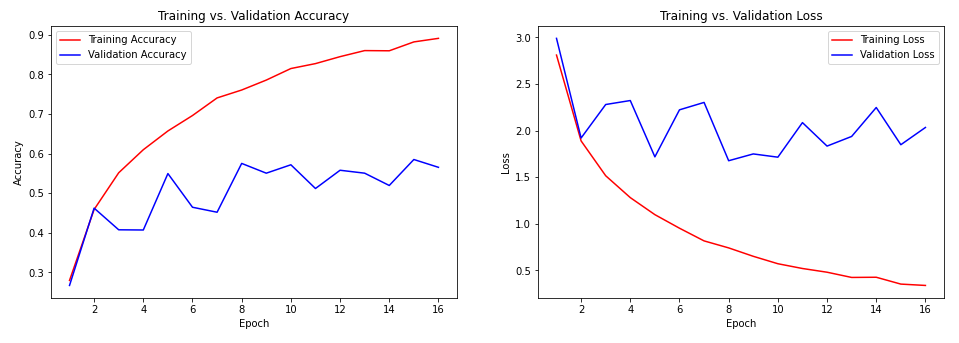 Training vs. Validation Accuracy
Training Accuracy
Validation Accuracy
0.9
0.8
0.7
0.6
0.5
0.4
0.3
Accuracy
2 4 6 8 10 12 14 16
Epoch
Training vs. Validation Loss
Training Loss
Validation Loss
3.0
2.5
2.0
1.5
1.0
0.5
Loss
2 4 6 8 10 12 14 16
Epoch